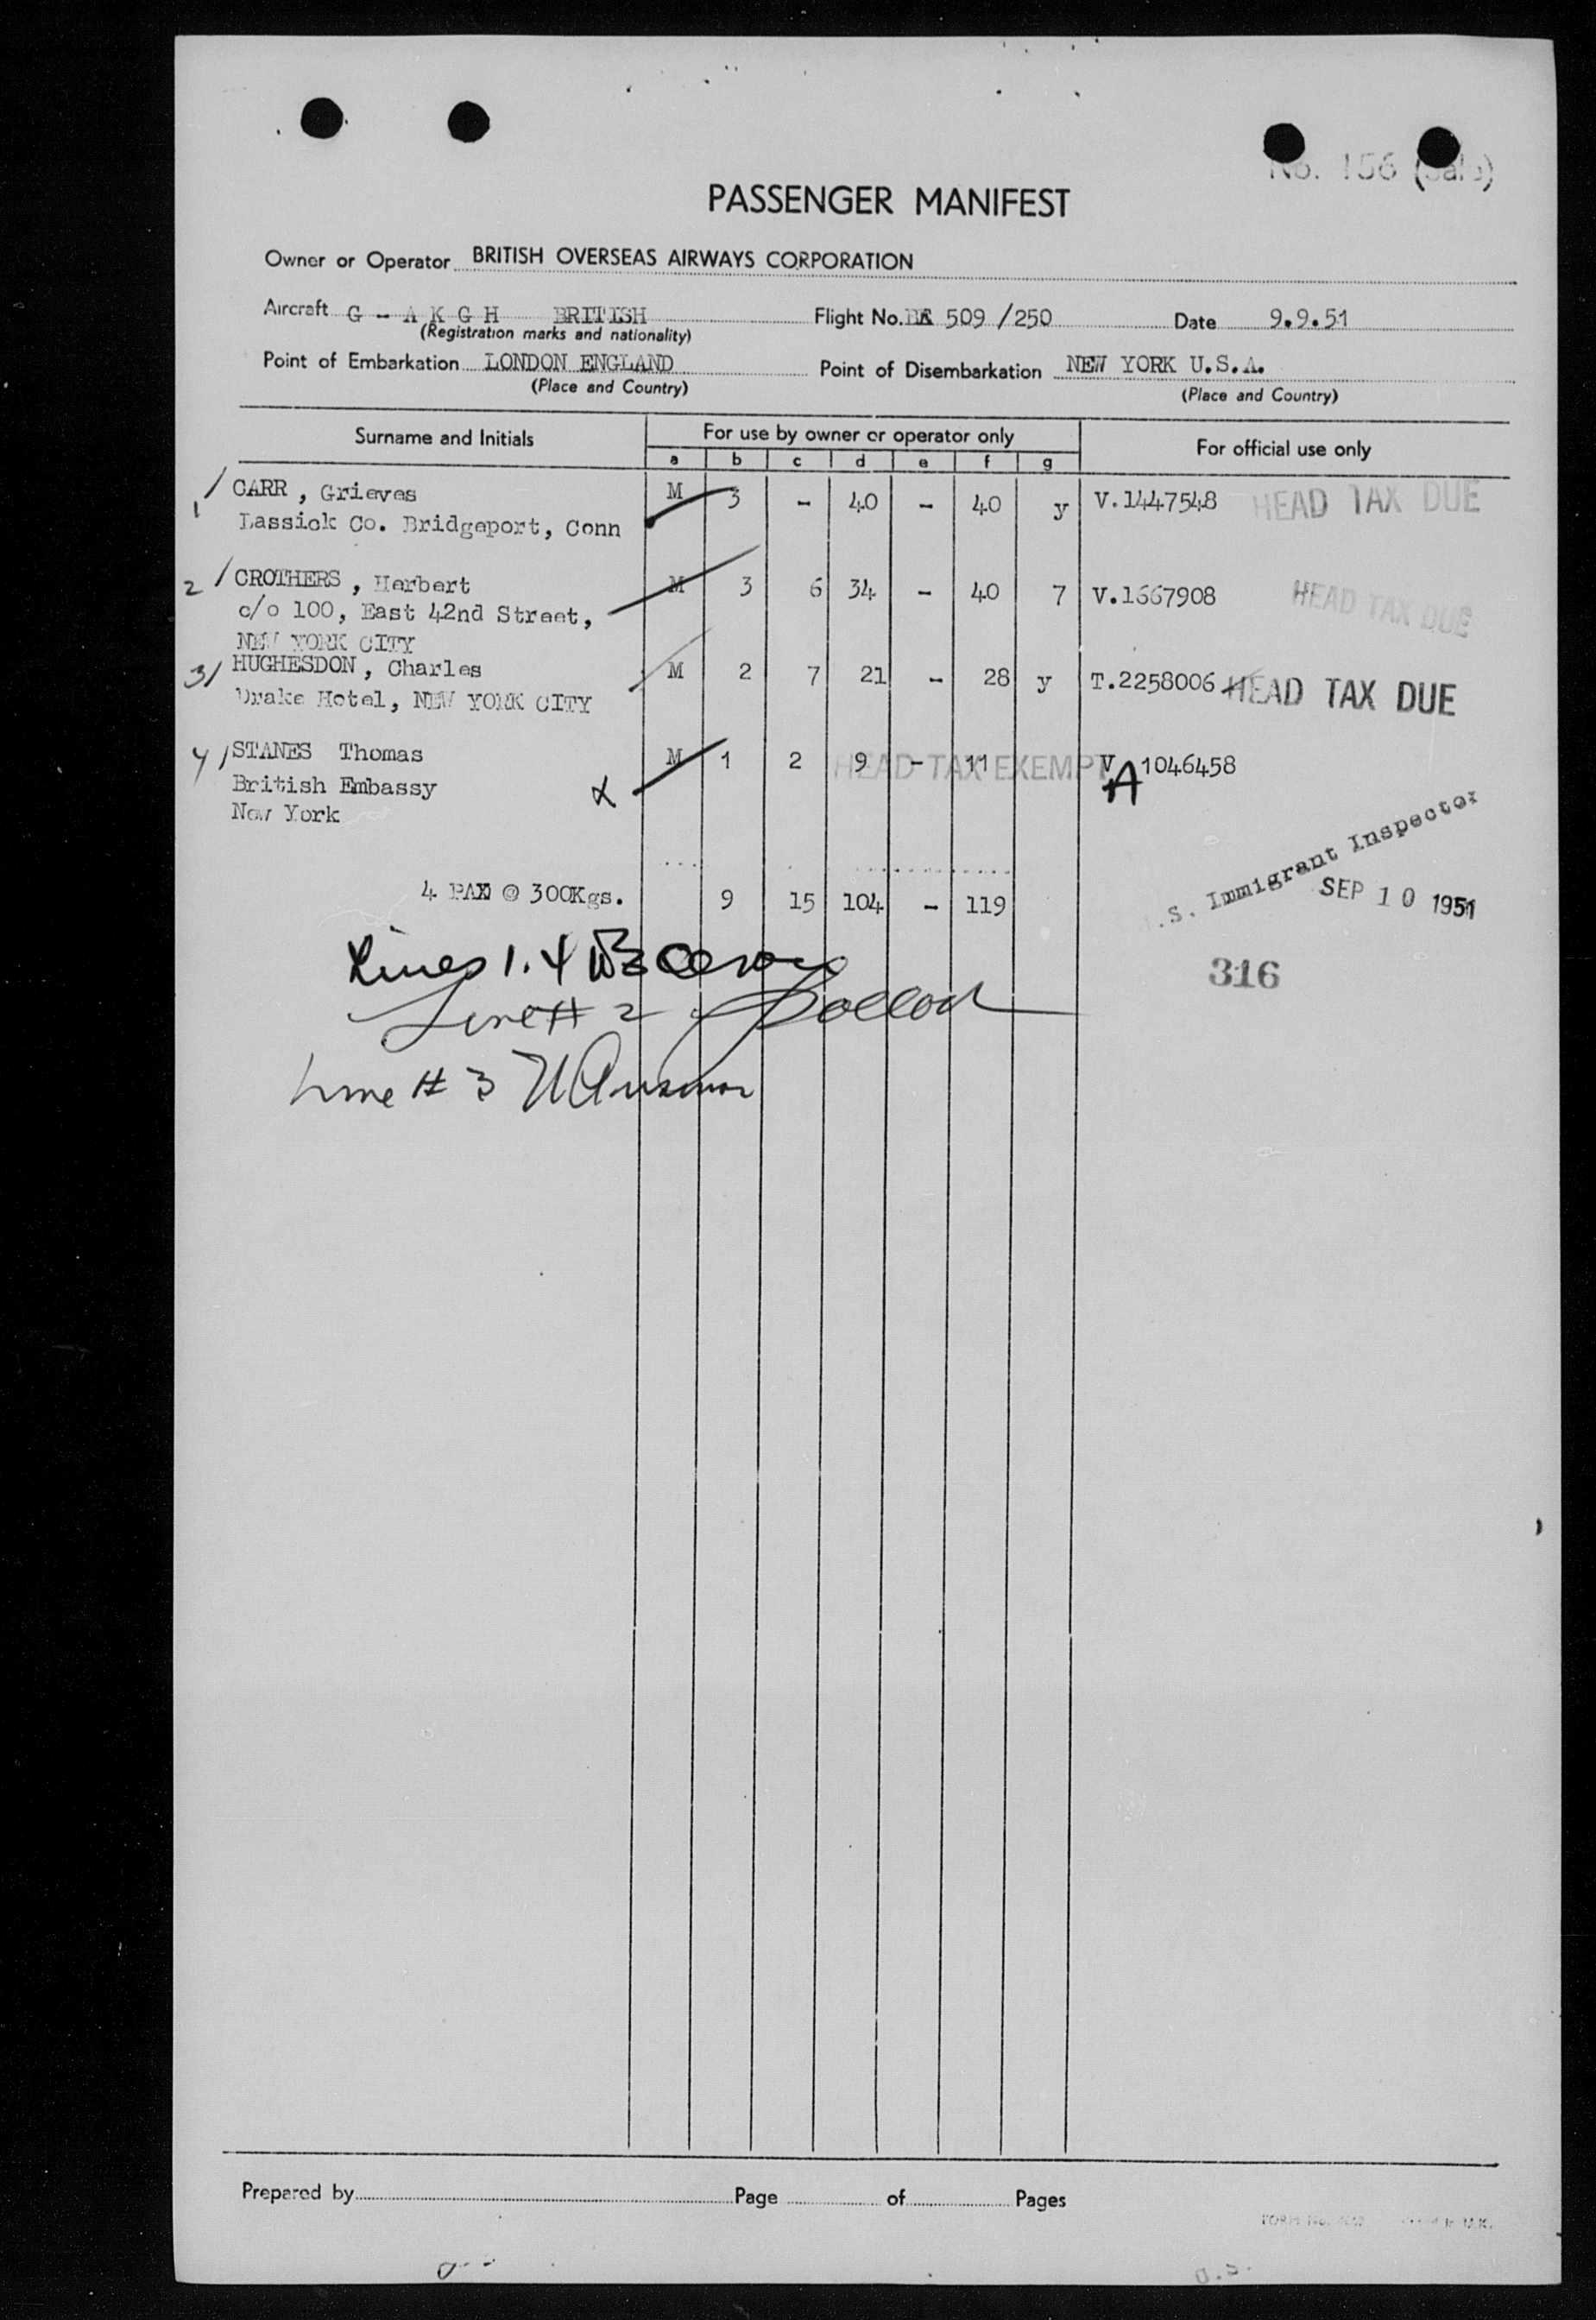 No. 156
PASSENGER MANIFEST
Owner or Operator BRITISH OVERSEAS AIRWAYS CORPORATION
Aircraft G - A K G H BRITISH Flight No. BA 509 /250 Date 9.9.51
(Registration marks and nationality)
Point of Embarkation LONDON ENGLAND Point of Disembarkation NEW YORK U.S.A.
(Place and Country) (Place and Country)
Surname and Initials For use by owner or operator only For official use only
a b c d e f g
1 / CARR , Grieves M 3 - 40 - 40 y V.1447548 HEAD TAX DUE
Lassick Co. Bridgeport, Conn
2 / CROTHERS , Herbert M 3 6 34 - 40 7 V.1667908 HEAD TAX DUE
c/o 100, East 42nd Street,
NEW YORK CITY
3/ HUGHESDON , Charles M 2 7 21 - 28 y T.2258006 HEAD TAX DUE
Drake Hotel, NEW YORK CITY
4/ STANES Thomas M 1 2 9 - 11 HEAD TAX EXEMPT V A 1046458
British Embassy
New York
S. Immigrant Inspector
4 PAX @ 300Kgs. 9 15 104 - 119 SEP 10 1951
Lines 1.4
316
Line # 2
Line # 3
Prepared by Page of Pages
FORM No.